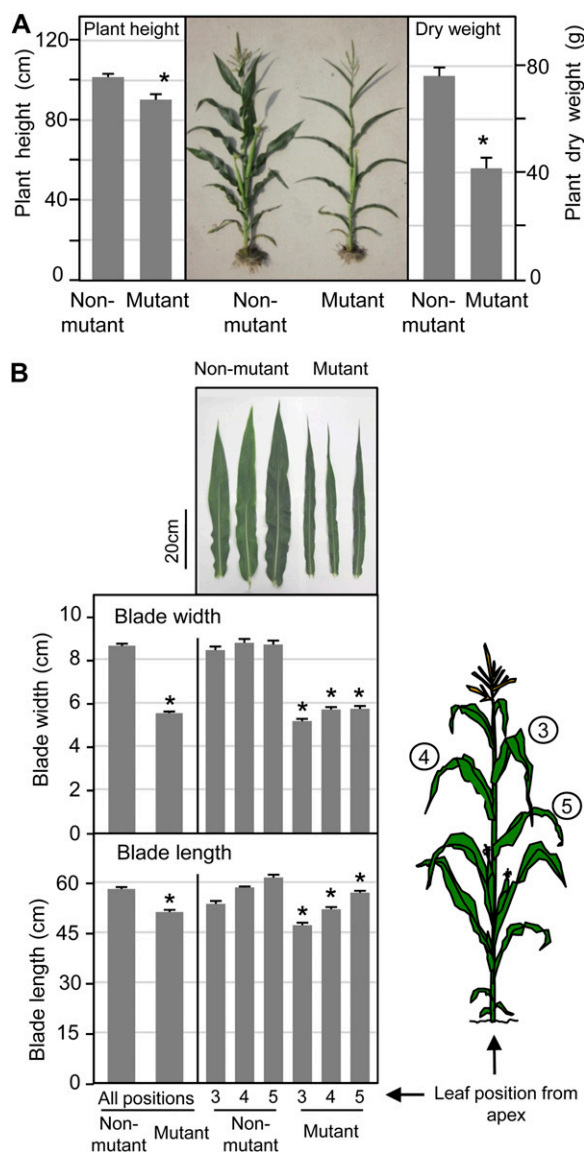 A
Plant height
Dry weight
Plant height (cm)
120
80
40
0
80
40
0
Plant dry weight (g)
*
*
Non-
mutant
Mutant
Non-
mutant
Mutant
Non-
mutant
Mutant
B
Non-mutant Mutant
20cm
Blade width
Blade width (cm)
10
8
6
4
2
0
*
* * *
Blade length
Blade length (cm)
60
45
30
15
0
*
* * *
3
4
5
All positions 3 4 5 3 4 5
Non-
mutant
Mutant
Non-
mutant
Mutant
Leaf position from
apex